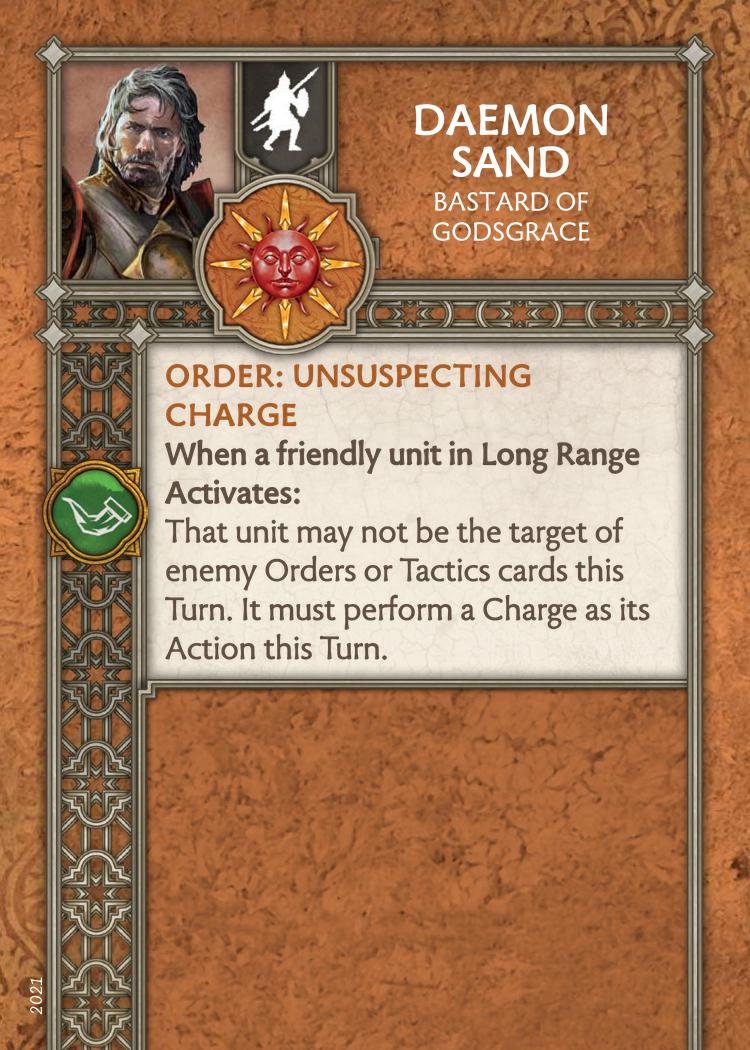 DAEMON
SAND
BASTARD OF
GODSGRACE
ORDER: UNSUSPECTING
CHARGE
When a friendly unit in Long Range
Activates:
That unit may not be the target of
enemy Orders or Tactics cards this
Turn. It must perform a Charge as its
Action this Turn.
2021